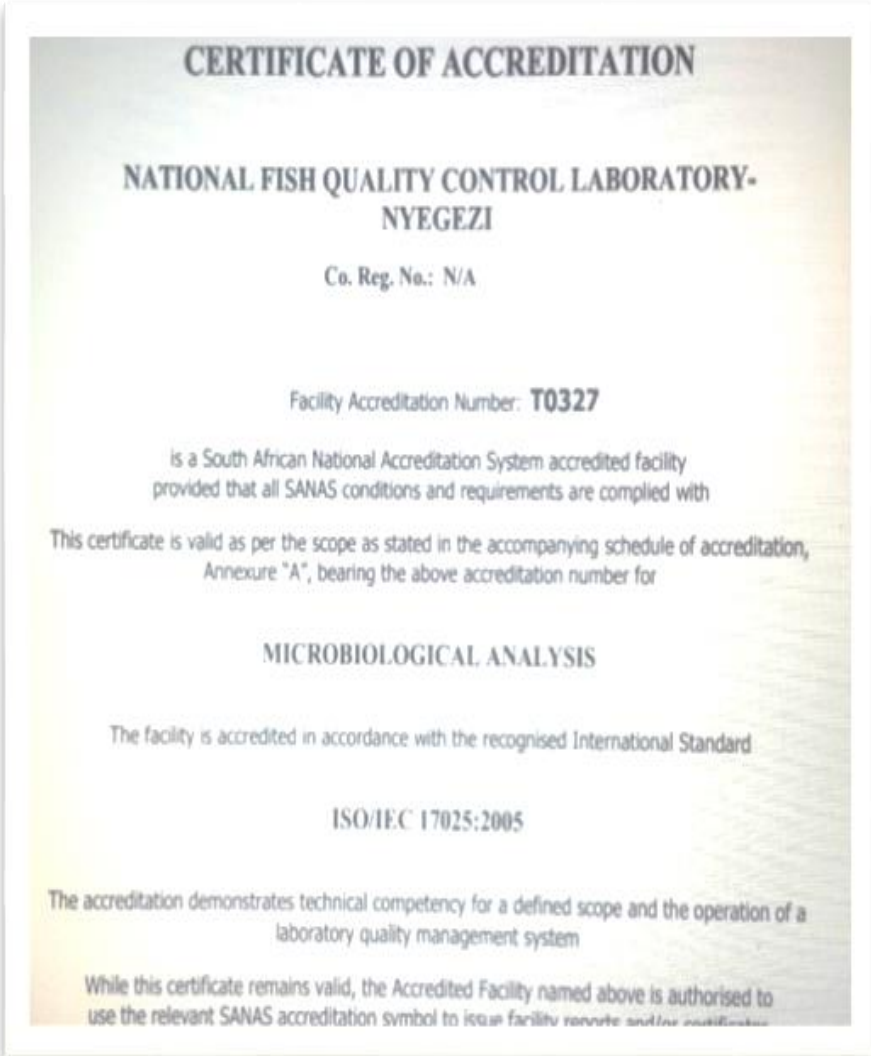 CERTIFICATE OF ACCREDITATION
NATIONAL FISH QUALITY CONTROL LABORATORY-
NYEGEZI
Co. Reg. No.: N/A
Facility Accreditation Number: T0327
is a South African National Accreditation System accredited facility
provided that all SANAS conditions and requirements are complied with
This certificate is valid as per the scope as stated in the accompanying schedule of accreditation,
Annexure "A", bearing the above accreditation number for
MICROBIOLOGICAL ANALYSIS
The facility is accredited in accordance with the recognised International Standard
ISO/IEC 17025:2005
The accreditation demonstrates technical competency for a defined scope and the operation of a
laboratory quality management system
While this certificate remains valid, the Accredited Facility named above is authorised to
use the relevant SANAS accreditation symbol to issue facility reports and/or certificates